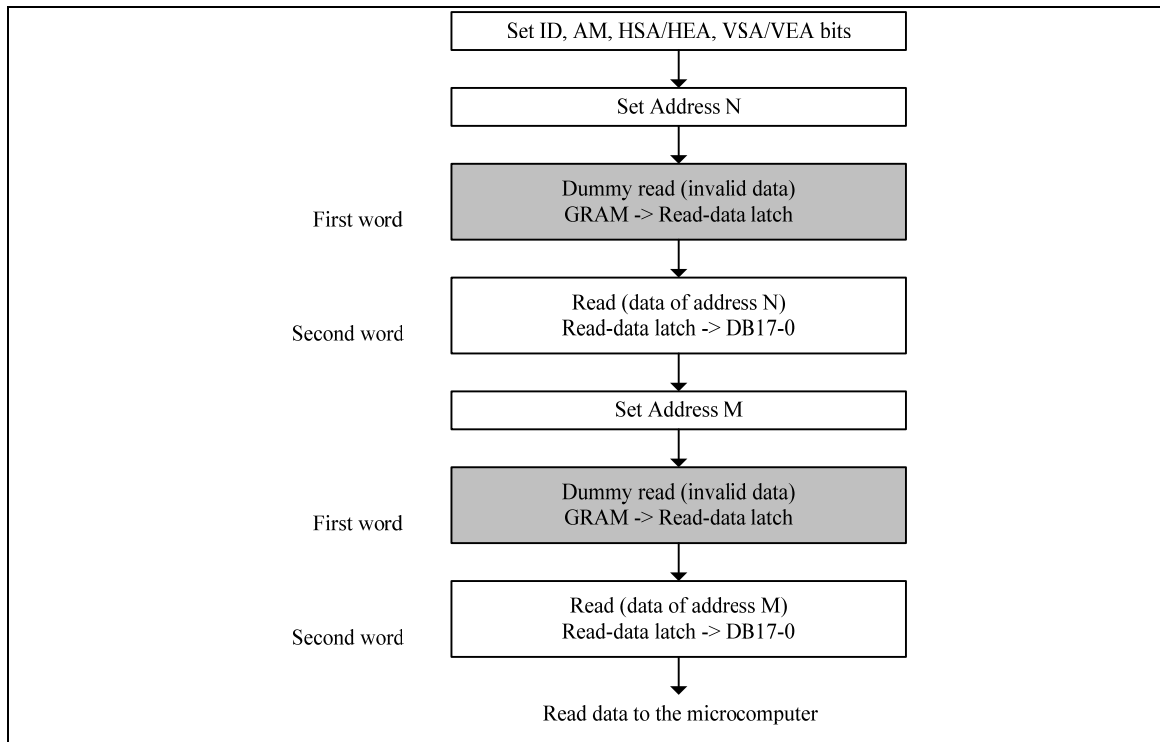 Set ID, AM, HSA/HEA, VSA/VEA bits
Set Address N
Dummy read (invalid data)
GRAM -> Read-data latch
First word
Read (data of address N)
Read-data latch -> DB17-0
Second word
Set Address M
Dummy read (invalid data)
GRAM -> Read-data latch
First word
Read (data of address M)
Read-data latch -> DB17-0
Second word
Read data to the microcomputer